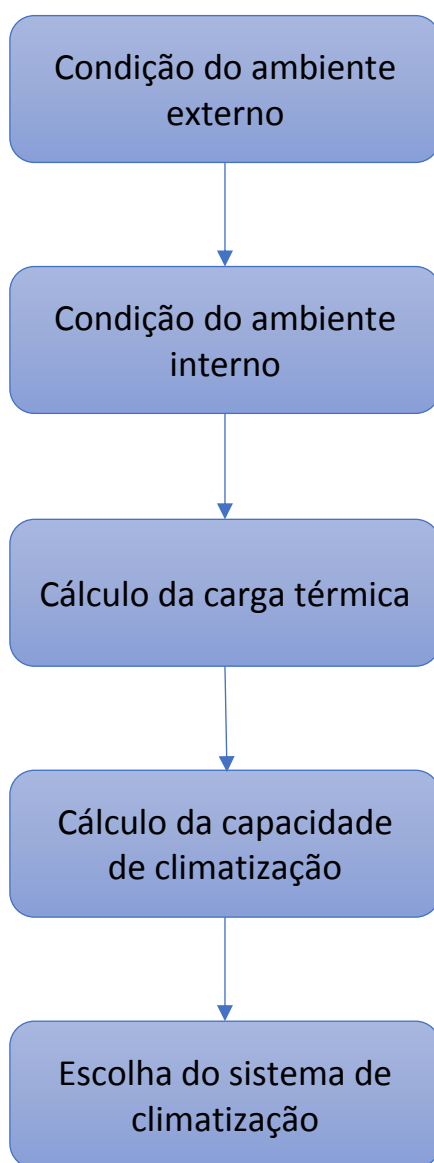 Condição do ambiente
externo
Condição do ambiente
interno
Cálculo da carga térmica
Cálculo da capacidade
de climatização
Escolha do sistema de
climatização